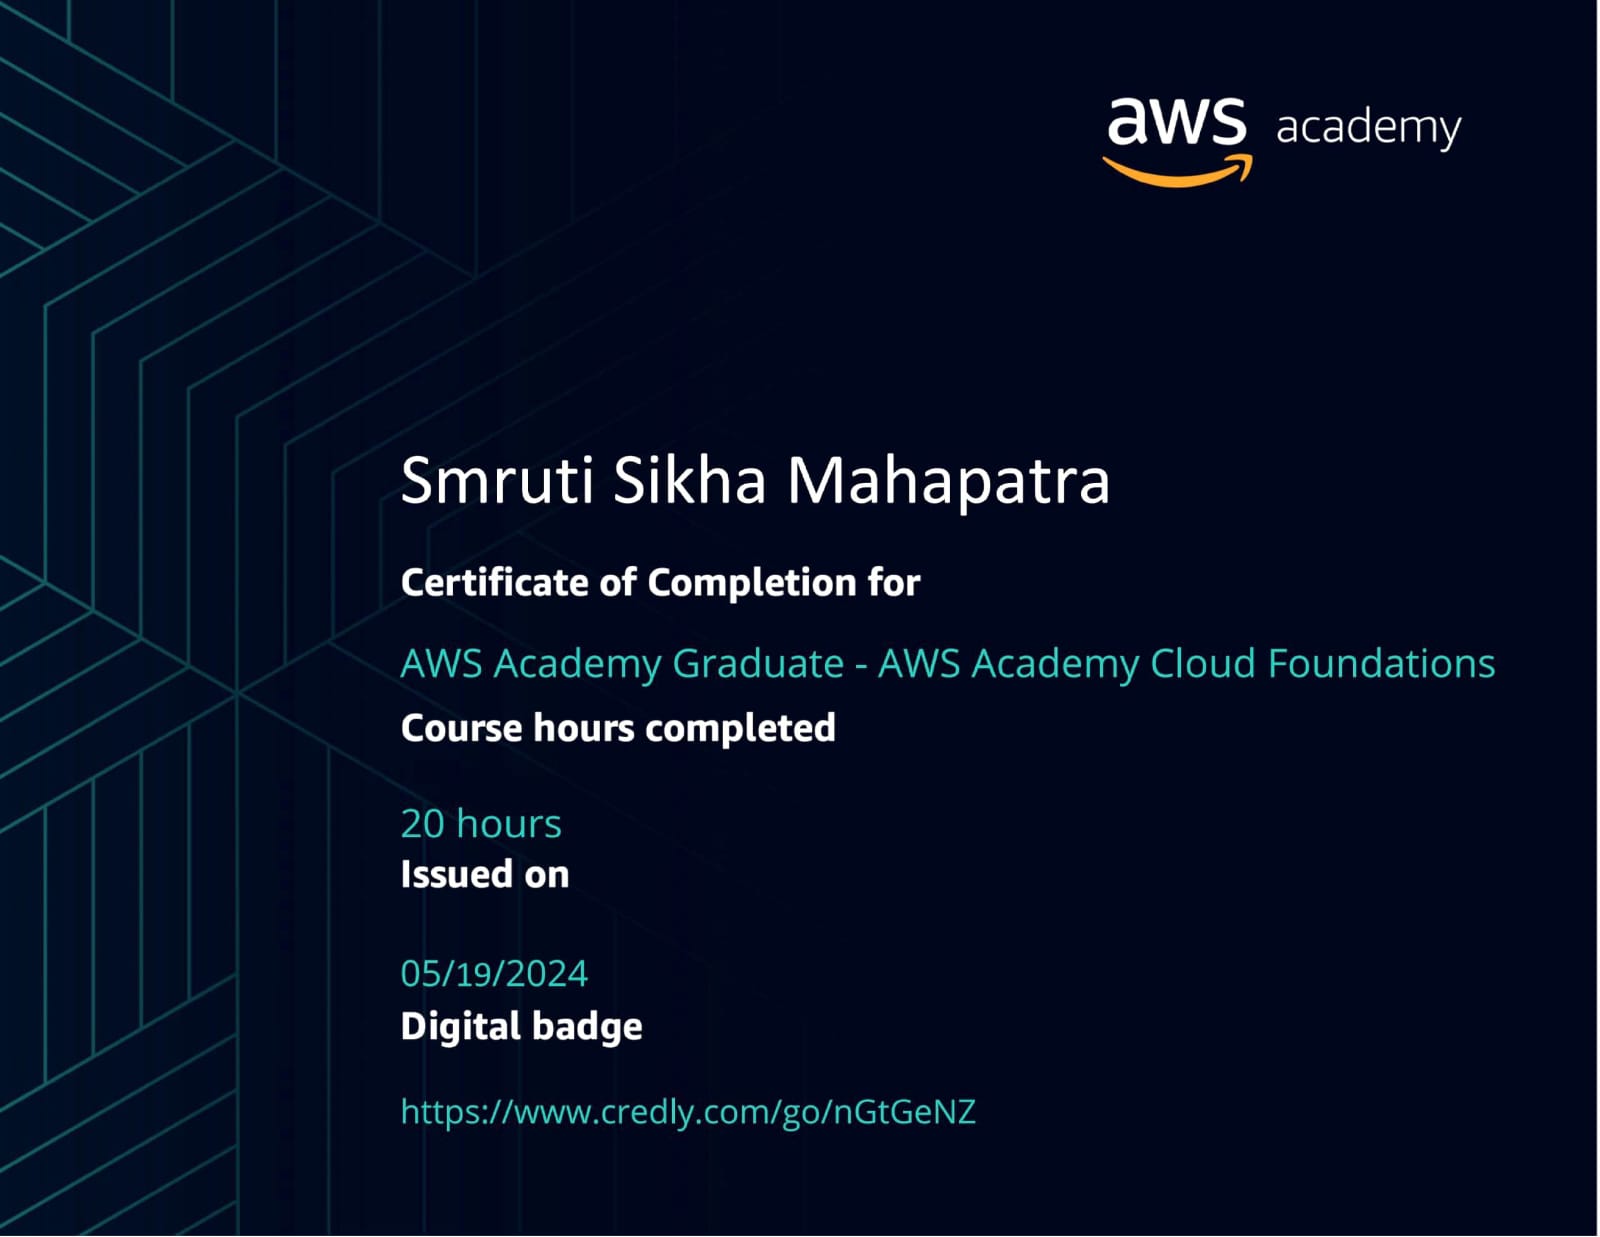 aws academy
Smruti Sikha Mahapatra
Certificate of Completion for
AWS Academy Graduate - AWS Academy Cloud Foundations
Course hours completed
20 hours
Issued on
05/19/2024
Digital badge
https://www.credly.com/go/nGtGeNZ